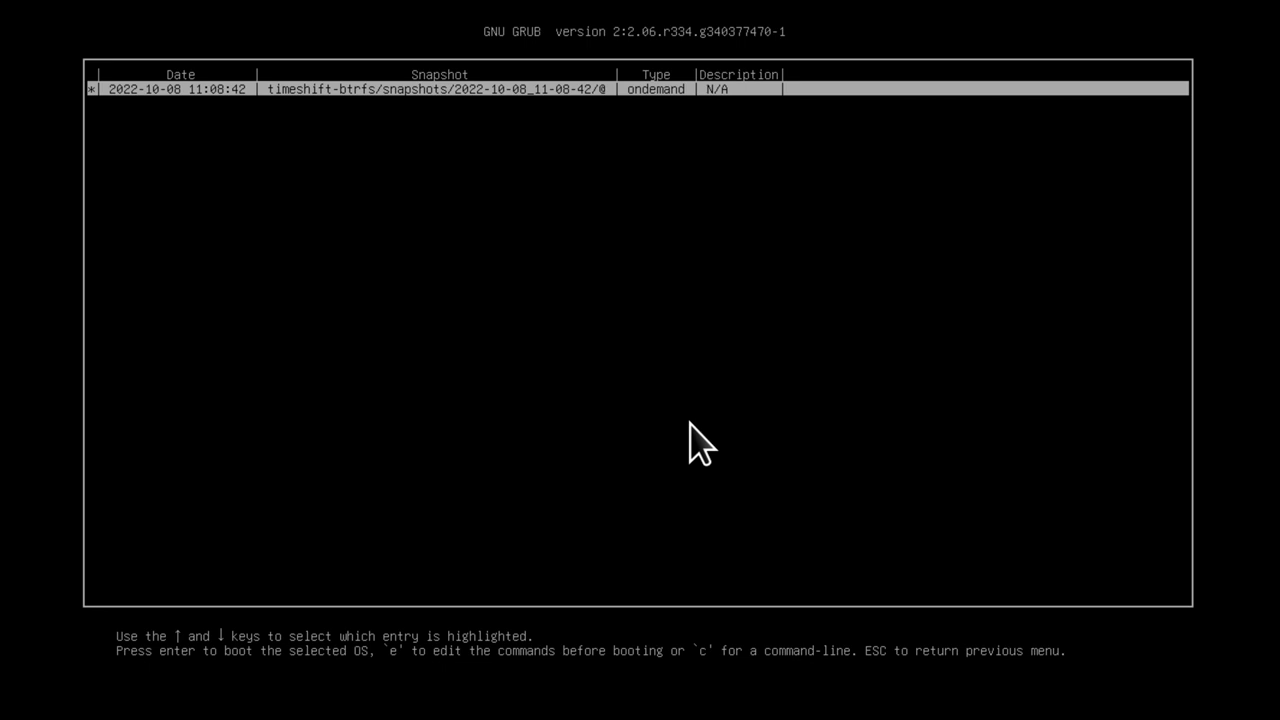 GNU GRUB  version 2:2.06.r334.g340377470-1
|        Date        |                     Snapshot                     |   Type   |Description|
*| 2022-10-08 11:08:42 | timeshift-btrfs/snapshots/2022-10-08_11-08-42/@ | ondemand | N/A       |
Use the ↑ and ↓ keys to select which entry is highlighted.
Press enter to boot the selected OS, `e' to edit the commands before booting or `c' for a command-line. ESC to return previous menu.